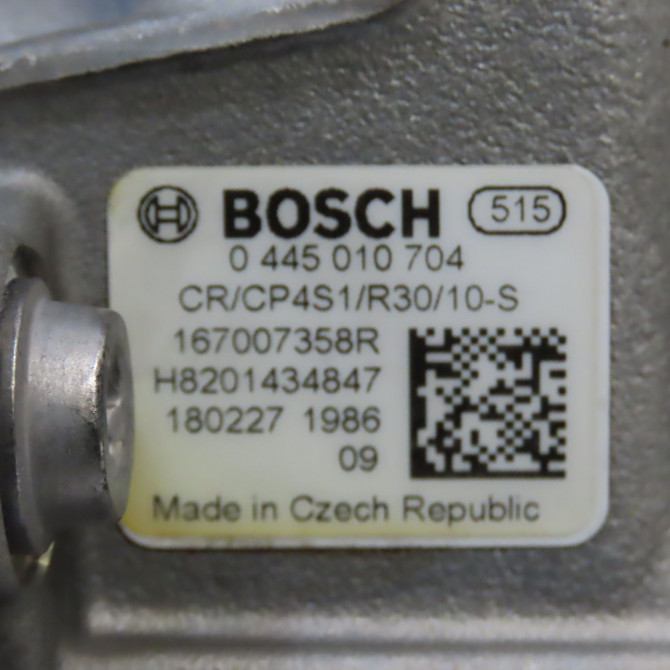 BOSCH 515
0 445 010 704
CR/CP4S1/R30/10-S
167007358R
H8201434847
180227 1986
09
Made in Czech Republic